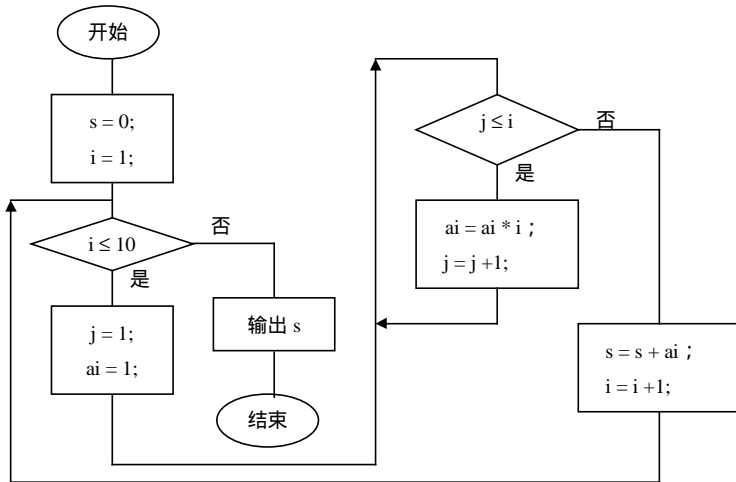 开始
s = 0;
i = 1;
i ≤ 10
否
是
j = 1;
ai = 1;
输出 s
结束
j ≤ i
否
是
ai = ai * i ;
j = j +1;
s = s + ai ;
i = i +1;